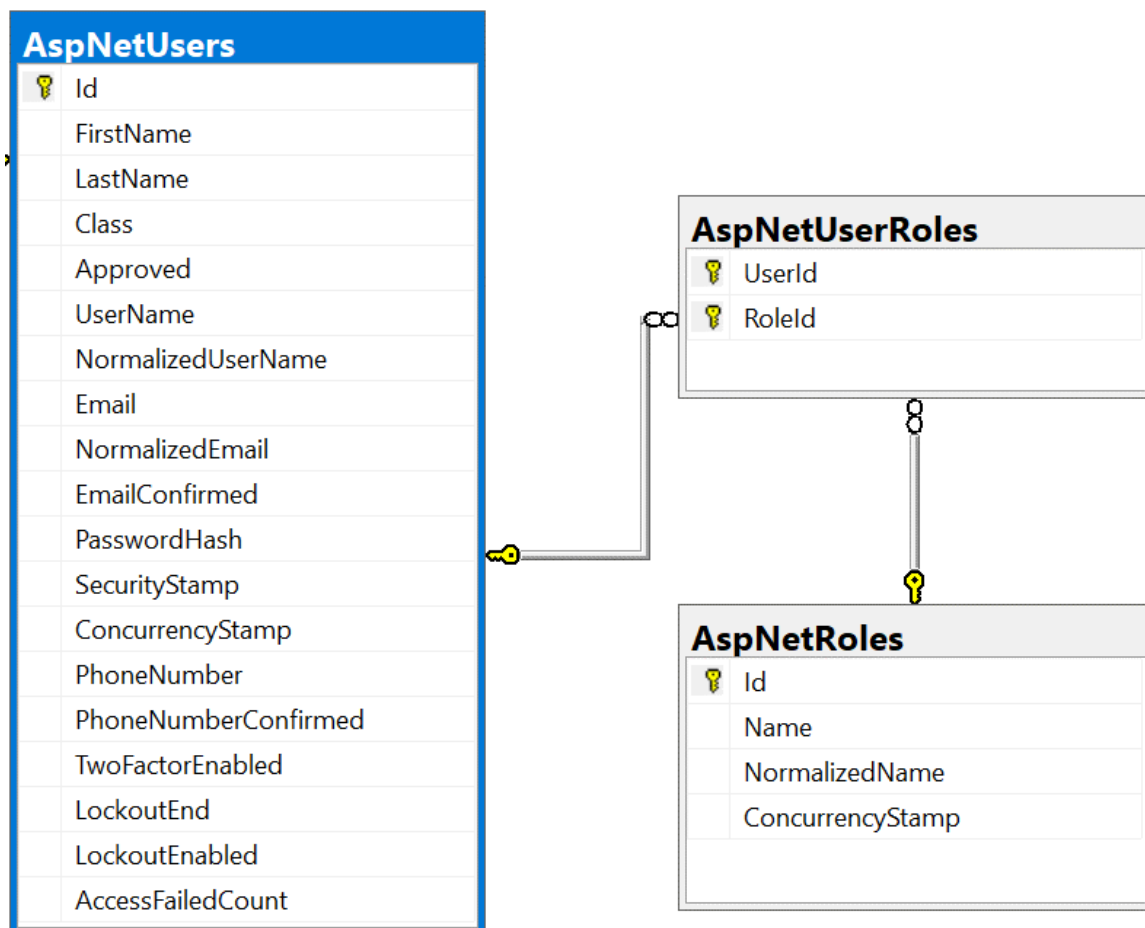 AspNetUsers
Id
FirstName
LastName
Class
Approved
UserName
NormalizedUserName
Email
NormalizedEmail
EmailConfirmed
PasswordHash
SecurityStamp
ConcurrencyStamp
PhoneNumber
PhoneNumberConfirmed
TwoFactorEnabled
LockoutEnd
LockoutEnabled
AccessFailedCount
AspNetUserRoles
UserId
RoleId
AspNetRoles
Id
Name
NormalizedName
ConcurrencyStamp